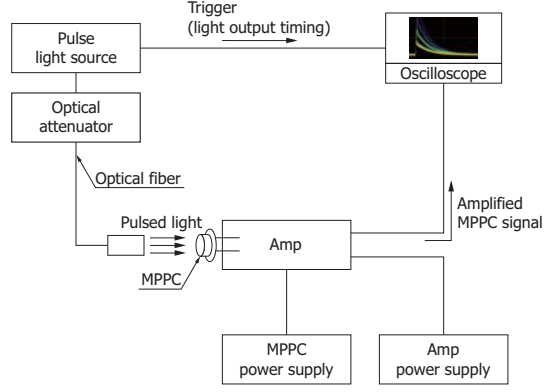 Trigger
(light output timing)
Pulse
light source
Oscilloscope
Optical
attenuator
Optical fiber
Pulsed light
Amplified
MPPC signal
Amp
MPPC
MPPC
power supply
Amp
power supply